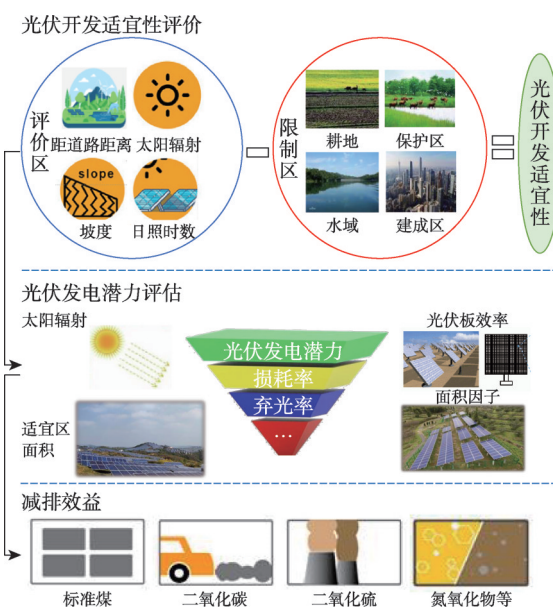 光伏开发适宜性评价
评价区
距道路距离
太阳辐射
slope
坡度
日照时数
限制区
耕地
保护区
水域
建成区
光伏开发适宜性
光伏发电潜力评估
太阳辐射
适宜区
面积
光伏发电潜力
损耗率
弃光率
...
光伏板效率
面积因子
减排效益
标准煤
二氧化碳
二氧化硫
氮氧化物等